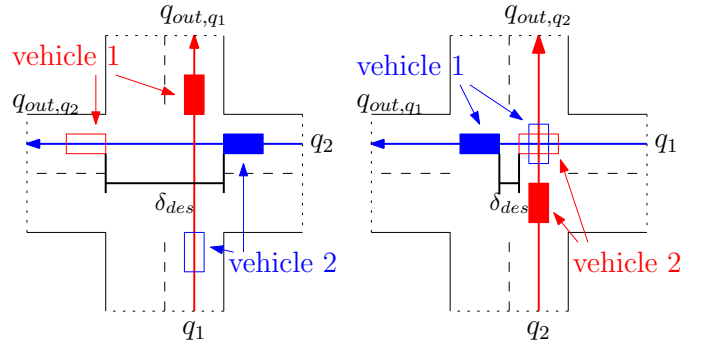 q_{out,q_1}
vehicle 1
q_{out,q_2}
q_2
δ_{des}
vehicle 2
q_1
q_{out,q_2}
vehicle 1
q_{out,q_1}
q_1
δ_{des}
vehicle 2
q_2